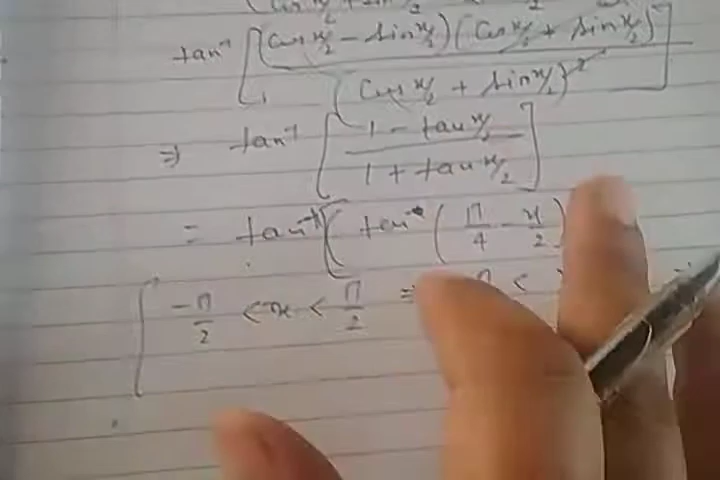 tan⁻¹ [(cos x/2 - sin x/2)(cos x/2 + sin x/2) / (cos x/2 + sin x/2)²]
⇒ tan⁻¹ [1 - tan x/2 / 1 + tan x/2]
= tan⁻¹ [tan (π/4 - x/2)
[-π/2 < x < π/2 ⇒ π <